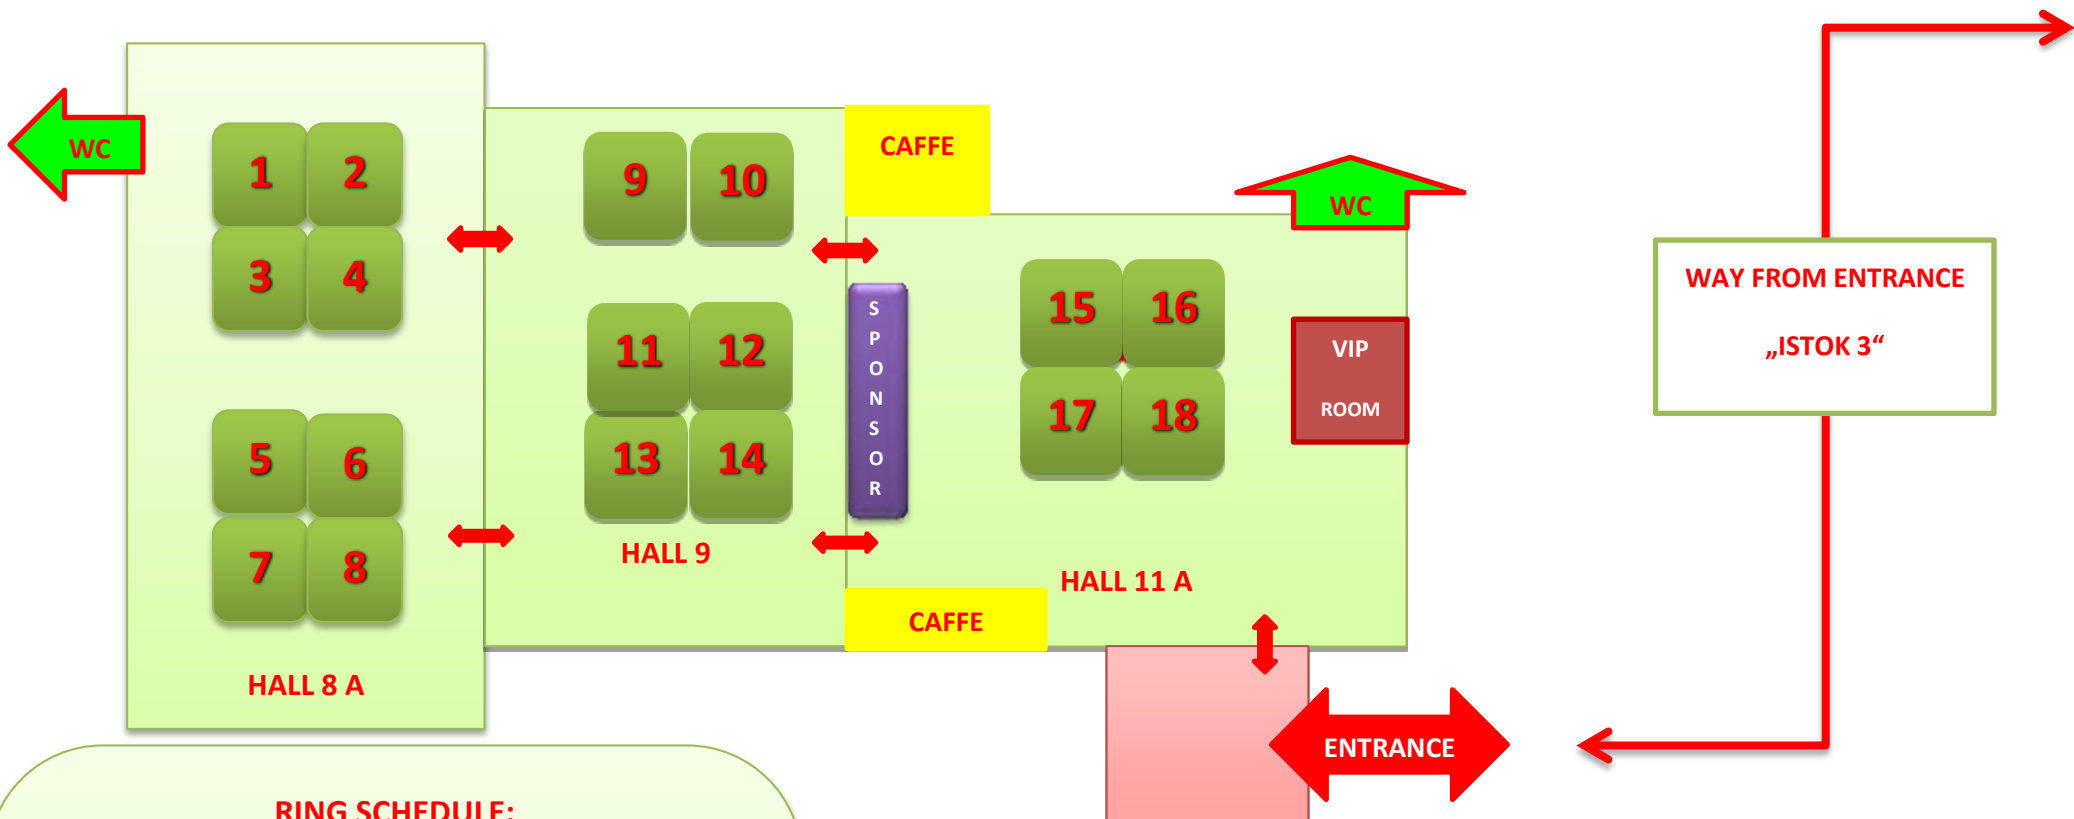 WC
1 2
3 4
5 6
7 8
HALL 8 A
9 10
11 12
13 14
HALL 9
CAFFE
SPONSOR
CAFFE
15 16
17 18
HALL 11 A
WC
VIP
ROOM
ENTRANCE
WAY FROM ENTRANCE
„ISTOK 3“
RING SCHEDULE: